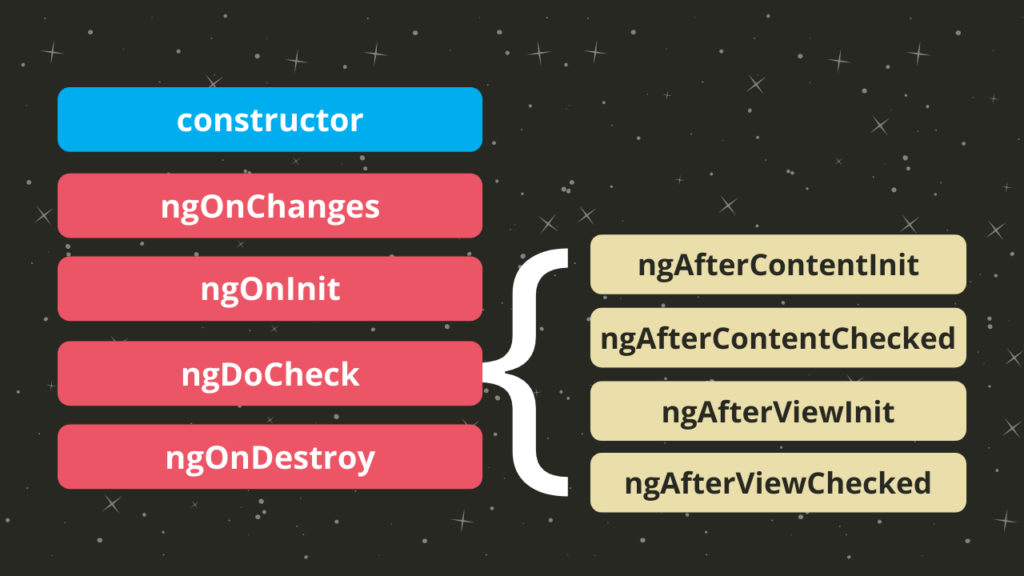 constructor
ngOnChanges
ngOnInit
ngDoCheck
ngOnDestroy
ngAfterContentInit
ngAfterContentChecked
ngAfterViewInit
ngAfterViewChecked